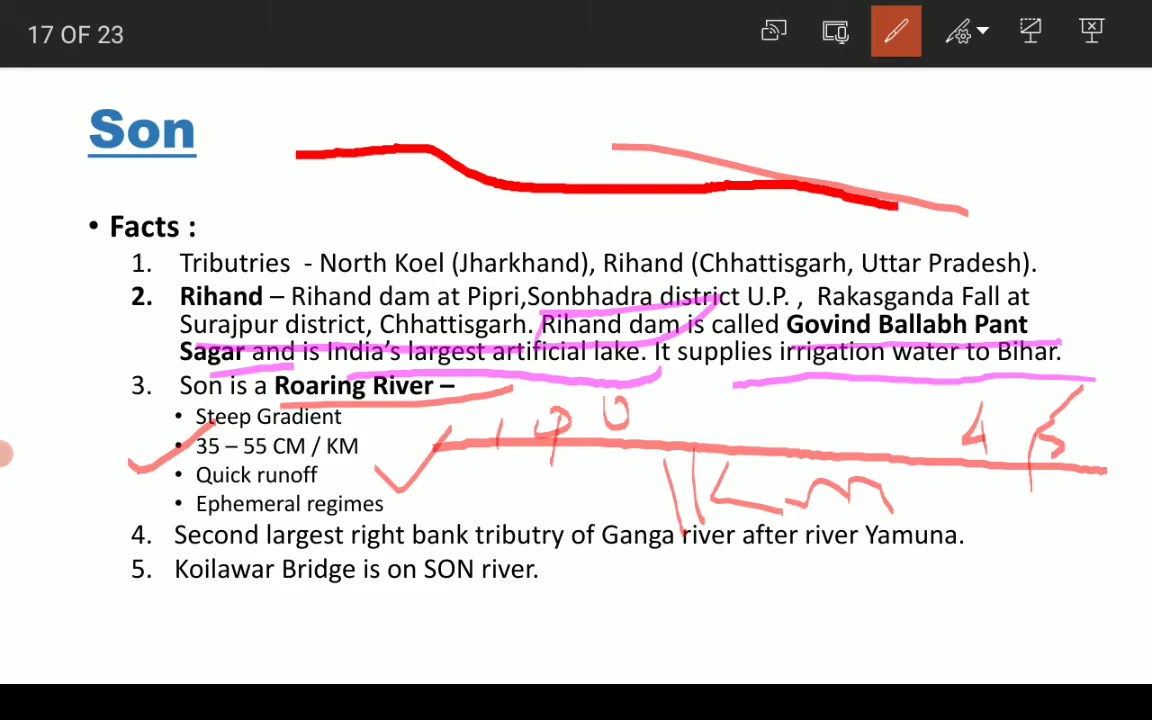 17 OF 23
Son
• Facts :
1. Tributries - North Koel (Jharkhand), Rihand (Chhattisgarh, Uttar Pradesh).
2. Rihand – Rihand dam at Pipri,Sonbhadra district U.P. , Rakasganda Fall at
Surajpur district, Chhattisgarh. Rihand dam is called Govind Ballabh Pant
Sagar and is India's largest artificial lake. It supplies irrigation water to Bihar.
3. Son is a Roaring River –
• Steep Gradient
• 35 – 55 CM / KM
• Quick runoff
• Ephemeral regimes
4. Second largest right bank tributry of Ganga river after river Yamuna.
5. Koilawar Bridge is on SON river.